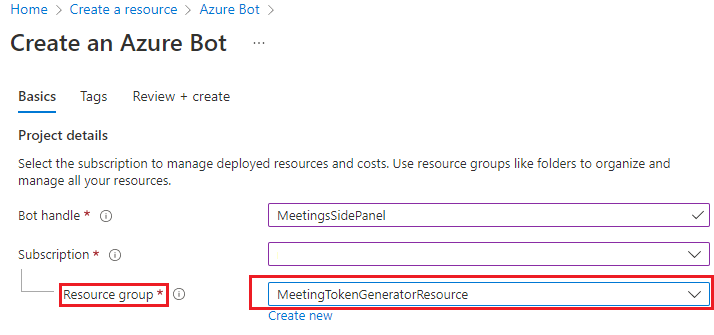 Home > Create a resource > Azure Bot >
Create an Azure Bot ...
Basics Tags Review + create
Project details
Select the subscription to manage deployed resources and costs. Use resource groups like folders to organize and
manage all your resources.
Bot handle * MeetingsSidePanel
Subscription *
Resource group * MeetingTokenGeneratorResource
Create new